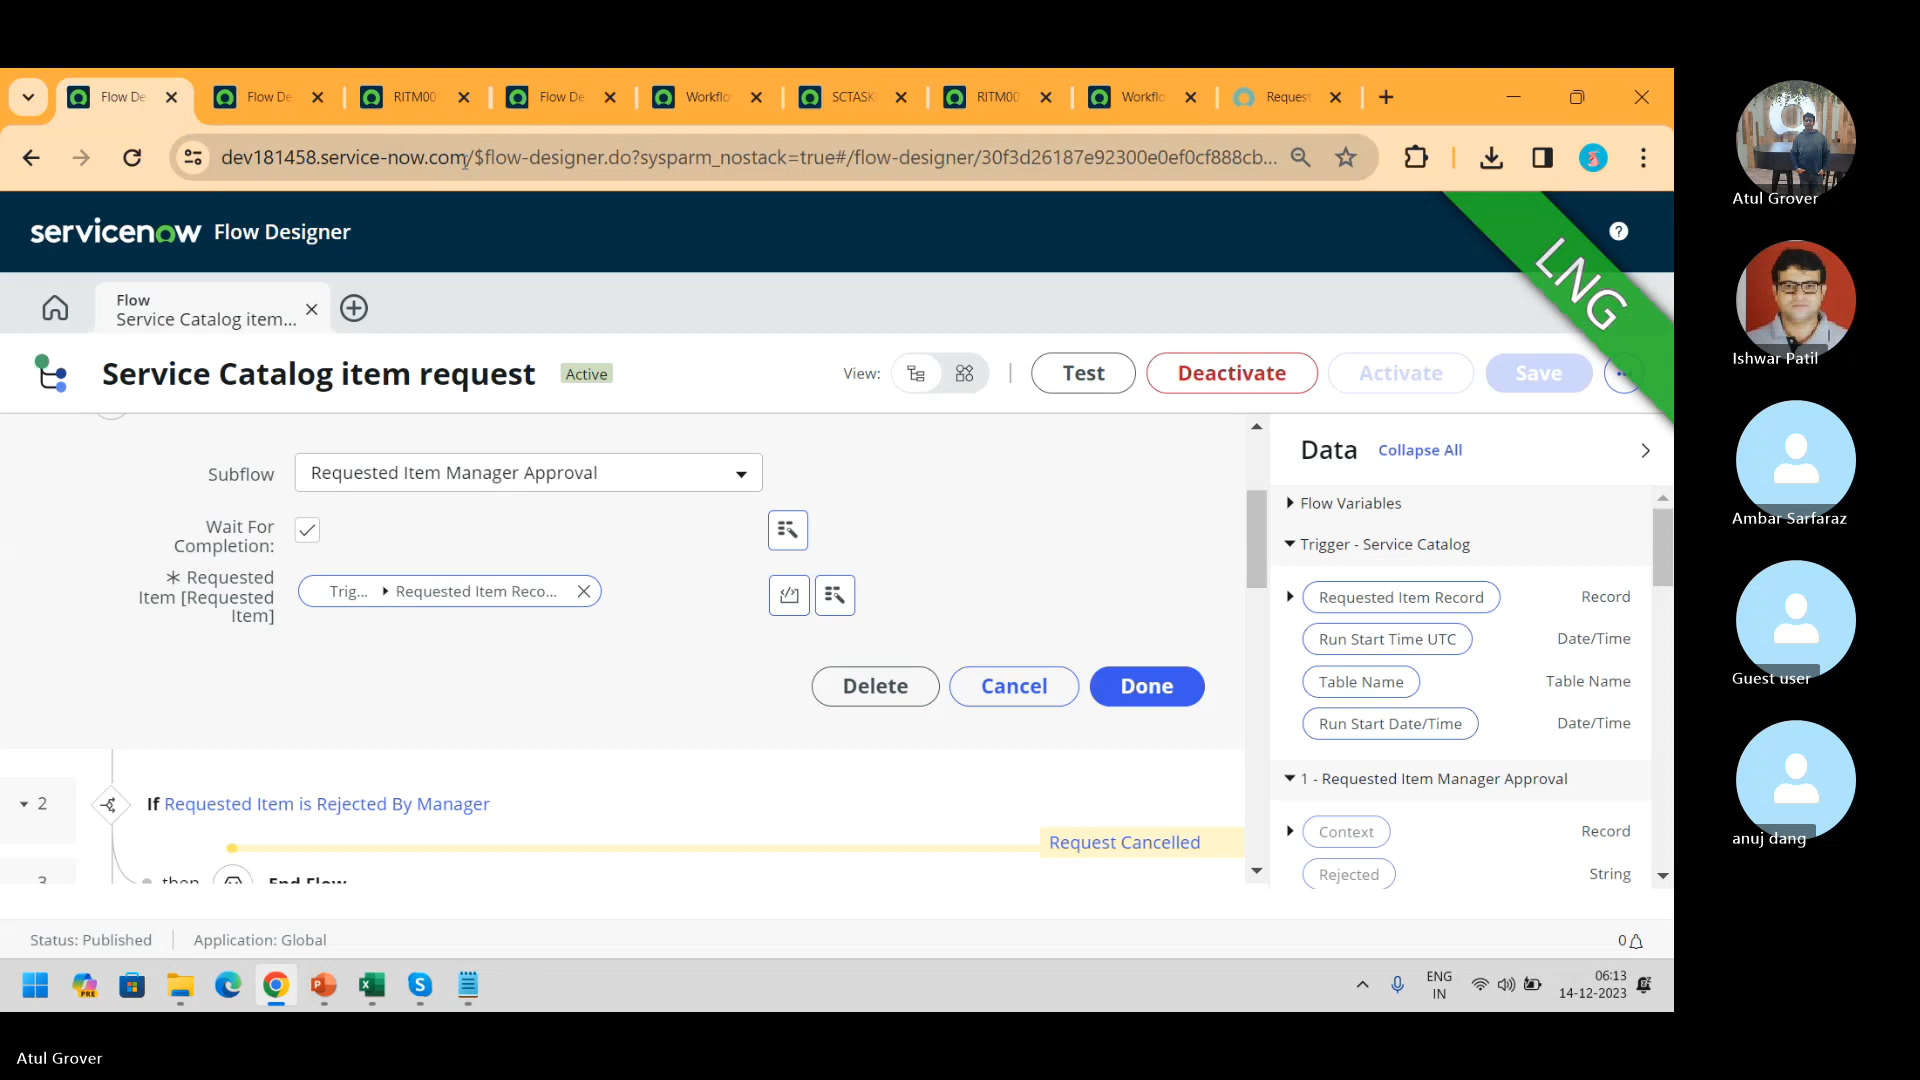 Flow De
Flow De
RITM00
Flow De
Workflo
SCTASK
RITM00
Workflo
Request
dev181458.service-now.com/$flow-designer.do?sysparm_nostack=true#/flow-designer/30f3d26187e92300e0ef0cf888cb...
servicenow Flow Designer
LNG
Flow
Service Catalog item...
Service Catalog item request
Active
View:
Test
Deactivate
Activate
Save
Subflow
Requested Item Manager Approval
Wait For
Completion:
* Requested
Item [Requested
Item]
Trig... Requested Item Reco...
Delete
Cancel
Done
2
If Requested Item is Rejected By Manager
Request Cancelled
3
then
End Flow
Data
Collapse All
Flow Variables
Trigger - Service Catalog
Requested Item Record Record
Run Start Time UTC Date/Time
Table Name Table Name
Run Start Date/Time Date/Time
1 - Requested Item Manager Approval
Context Record
Rejected String
Status: Published
Application: Global
0
PRE
ENG
IN
06:13
14-12-2023
Atul Grover
Ishwar Patil
Ambar Sarfaraz
Guest user
anuj dang
Atul Grover